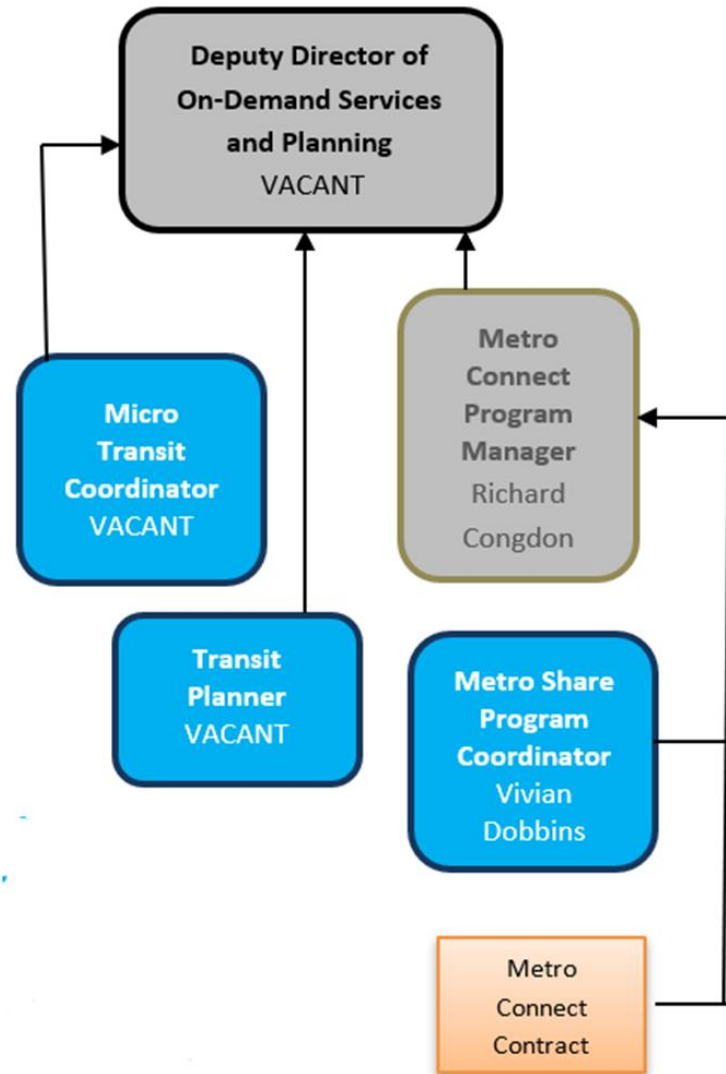 Deputy Director of
On-Demand Services
and Planning
VACANT
Micro
Transit
Coordinator
VACANT
Metro
Connect
Program
Manager
Richard
Congdon
Transit
Planner
VACANT
Metro Share
Program
Coordinator
Vivian
Dobbins
Metro
Connect
Contract